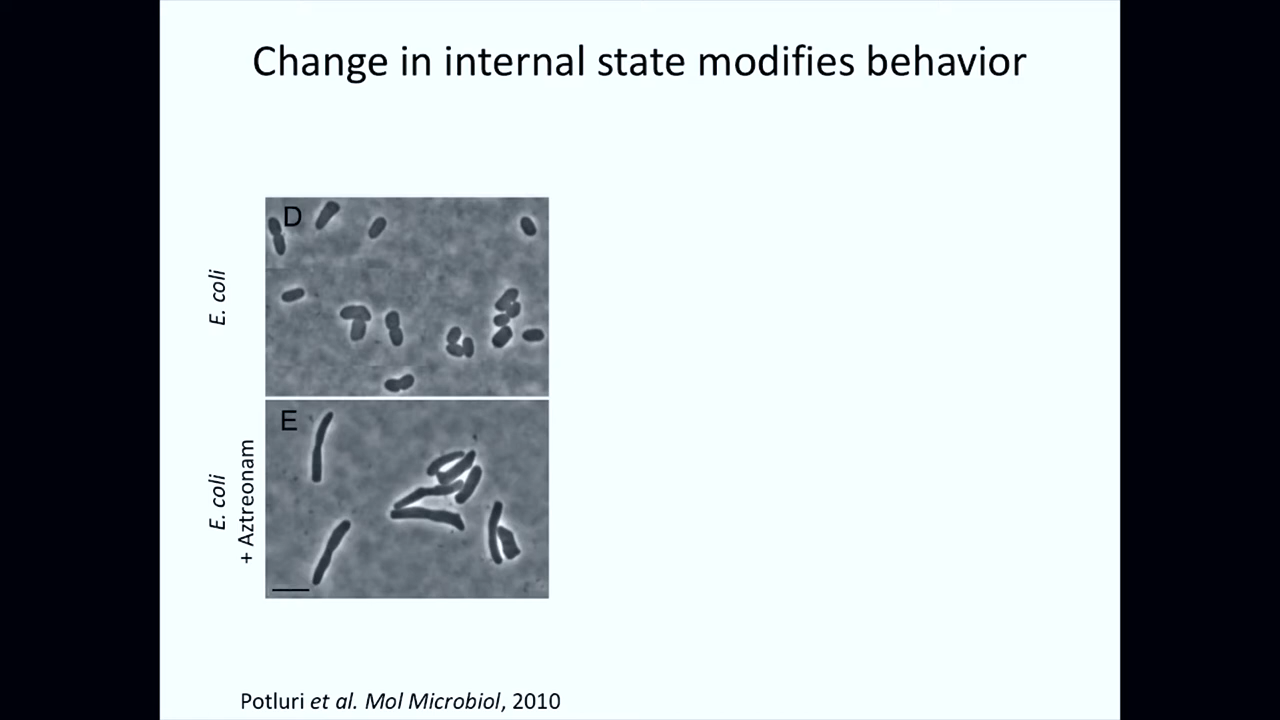 Change in internal state modifies behavior
D
E. coli
E
E. coli
+ Aztreonam
Potluri et al. Mol Microbiol, 2010